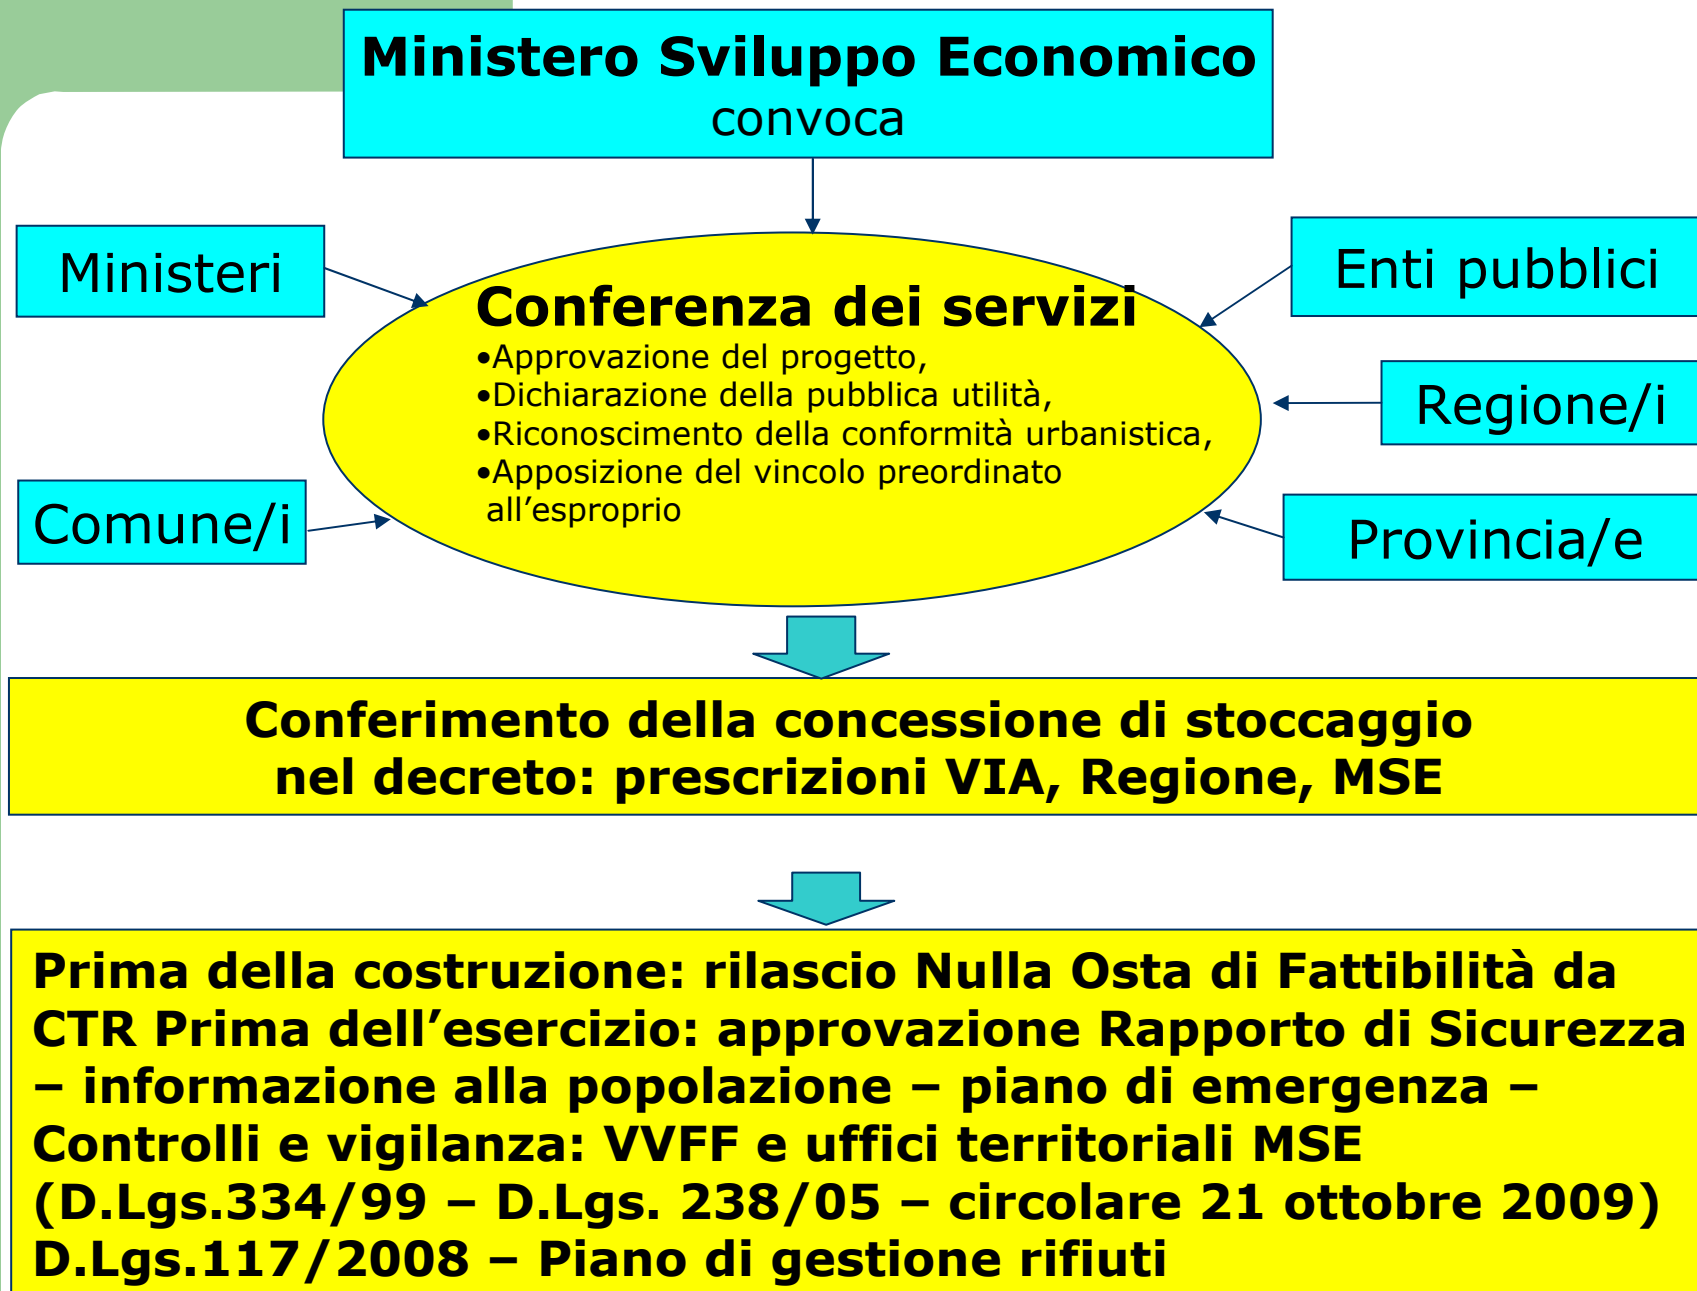 Ministero Sviluppo Economico
convoca
Ministeri
Enti pubblici
Conferenza dei servizi
•Approvazione del progetto,
•Dichiarazione della pubblica utilità,
•Riconoscimento della conformità urbanistica,
•Apposizione del vincolo preordinato
all’esproprio
Regione/i
Comune/i
Provincia/e
Conferimento della concessione di stoccaggio
nel decreto: prescrizioni VIA, Regione, MSE
Prima della costruzione: rilascio Nulla Osta di Fattibilità da
CTR Prima dell’esercizio: approvazione Rapporto di Sicurezza
– informazione alla popolazione – piano di emergenza –
Controlli e vigilanza: VVFF e uffici territoriali MSE
(D.Lgs.334/99 – D.Lgs. 238/05 – circolare 21 ottobre 2009)
D.Lgs.117/2008 – Piano di gestione rifiuti